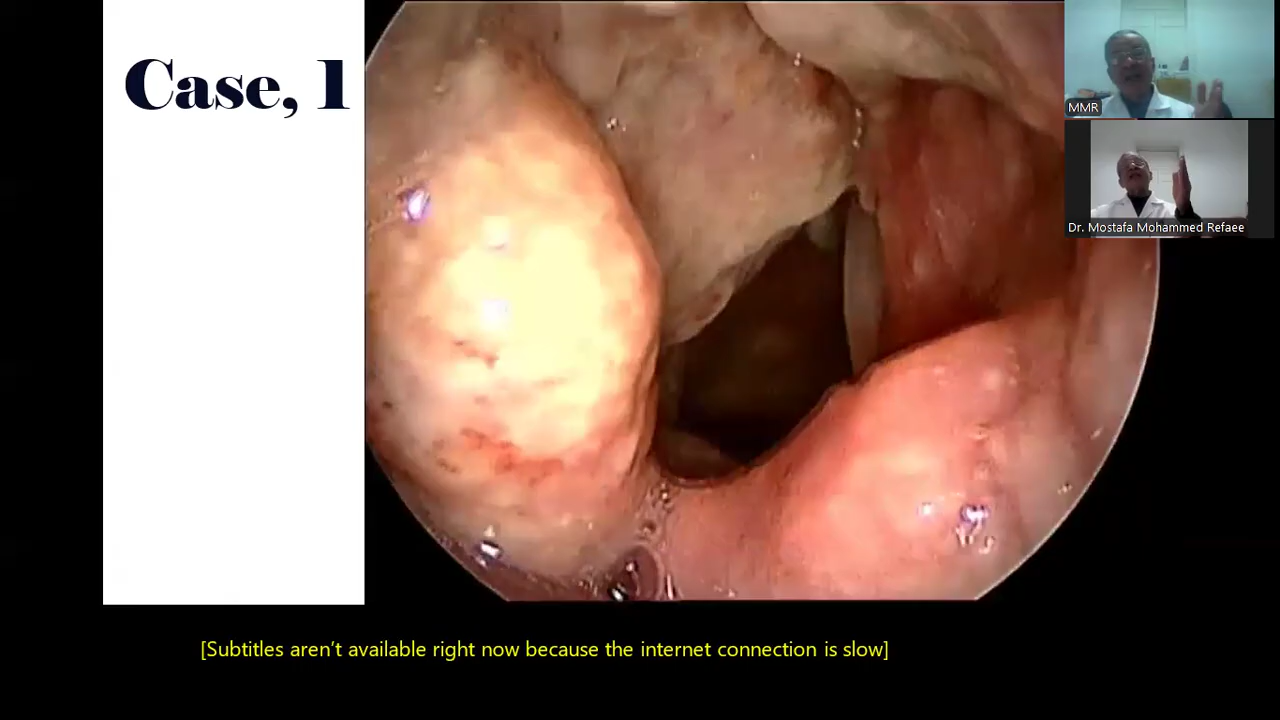 Case, 1
MMR
Dr. Mostafa Mohammed Refaee
[Subtitles aren't available right now because the internet connection is slow]